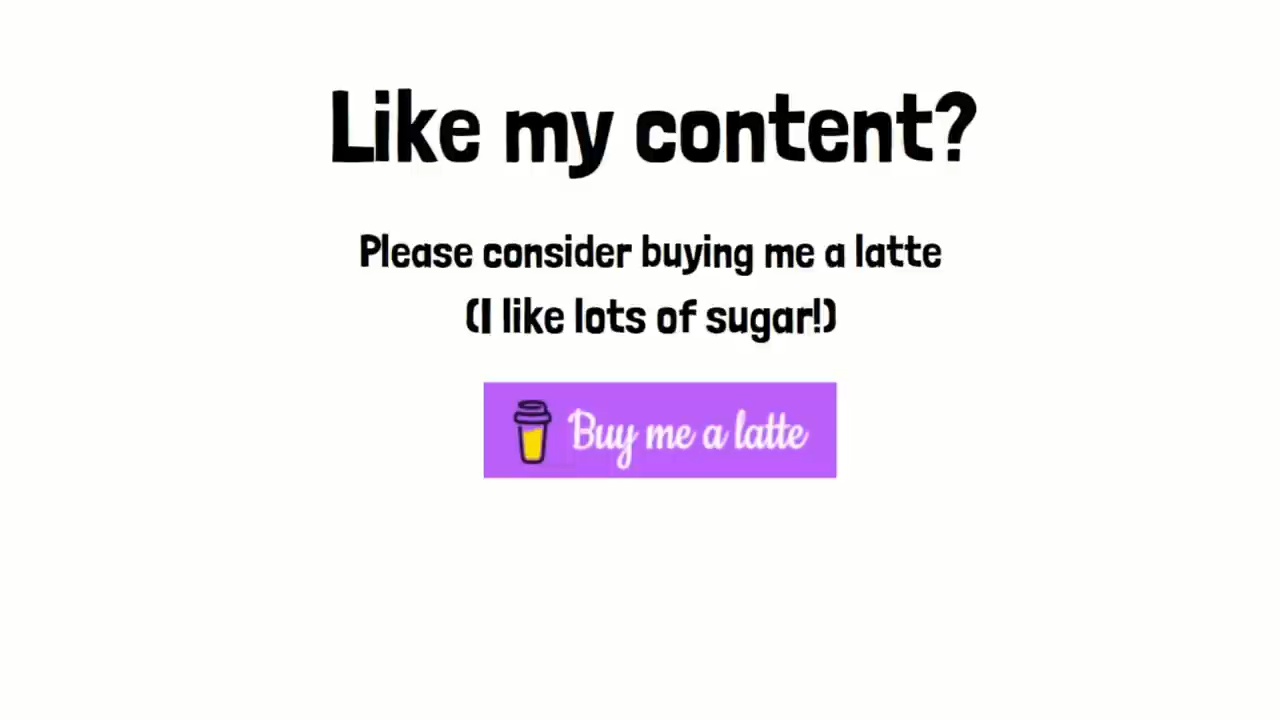 Like my content?
Please consider buying me a latte
(I like lots of sugar!)
Buy me a latte